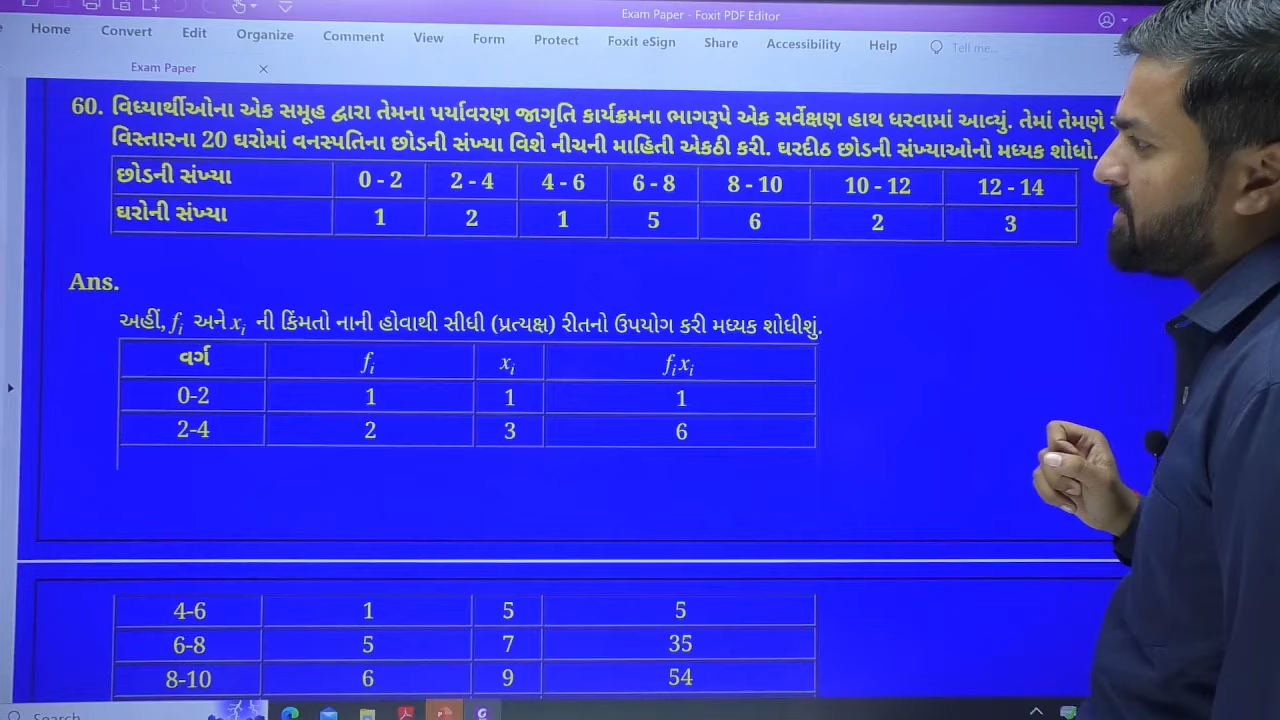 Exam Paper - Foxit PDF Editor
Home Convert Edit Organize Comment View Form Protect Foxit eSign Share Accessibility Help Tell me...
Exam Paper
60. વિધ્યાર્થીઓના એક સમૂહ દ્વારા તેમના પર્યાવરણ જાગૃતિ કાર્યક્રમના ભાગરૂપે એક સર્વેક્ષણ હાથ ધરવામાં આવ્યું. તેમાં તેમણે
વિસ્તારના 20 ઘરોમાં વનસ્પતિના છોડની સંખ્યા વિશે નીચની માહિતી એકઠી કરી. ઘરદીઠ છોડની સંખ્યાઓનો મધ્યક શોધો.
છોડની સંખ્યા 0 - 2 2 - 4 4 - 6 6 - 8 8 - 10 10 - 12 12 - 14
ઘરોની સંખ્યા 1 2 1 5 6 2 3
Ans.
અહીં, fᵢ અને xᵢ ની કિંમતો નાની હોવાથી સીધી (પ્રત્યક્ષ) રીતનો ઉપયોગ કરી મધ્યક શોધીશું.
વર્ગ fᵢ xᵢ fᵢxᵢ
0-2 1 1 1
2-4 2 3 6
4-6 1 5 5
6-8 5 7 35
8-10 6 9 54
Search